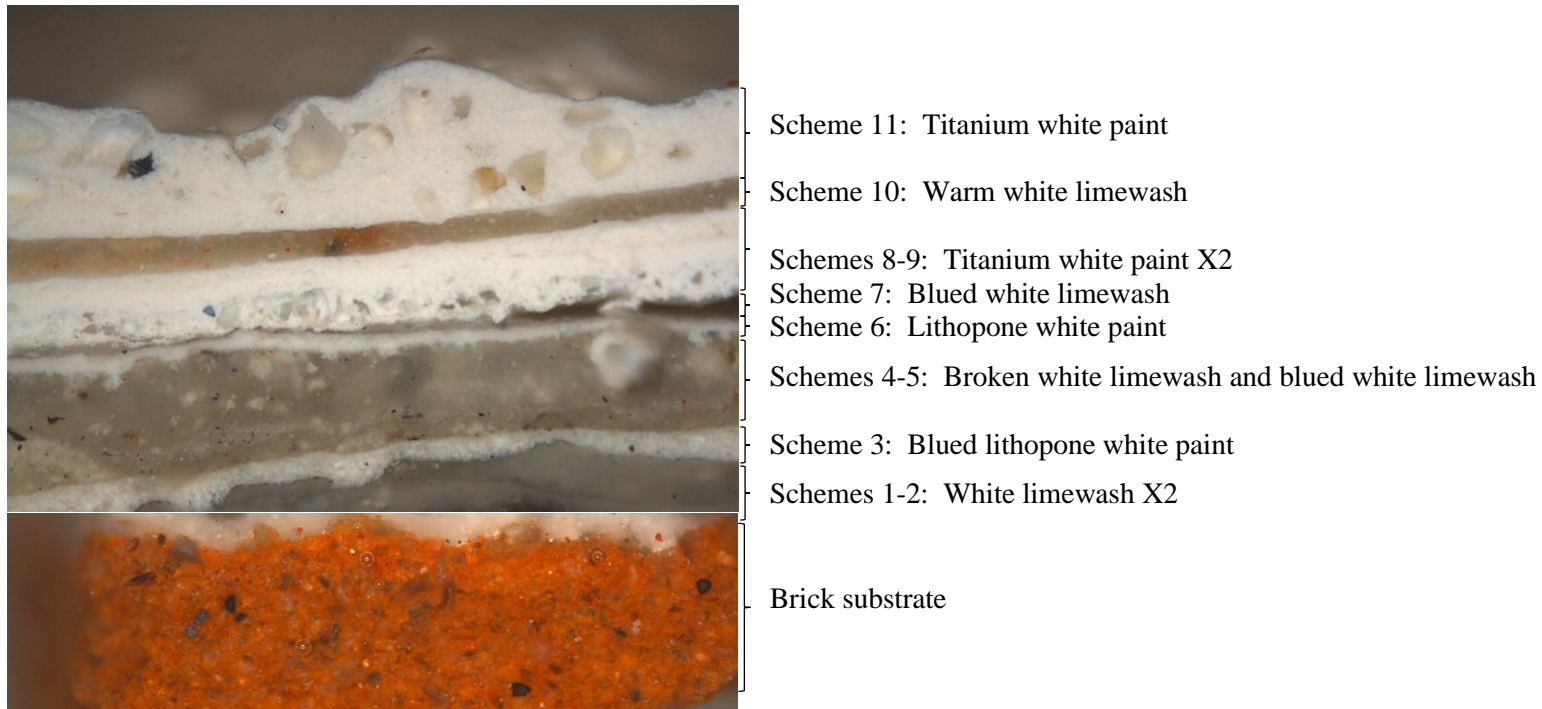 Scheme 11: Titanium white paint
Scheme 10: Warm white limewash
Schemes 8-9: Titanium white paint X2
Scheme 7: Blued white limewash
Scheme 6: Lithopone white paint
Schemes 4-5: Broken white limewash and blued white limewash
Scheme 3: Blued lithopone white paint
Schemes 1-2: White limewash X2
Brick substrate